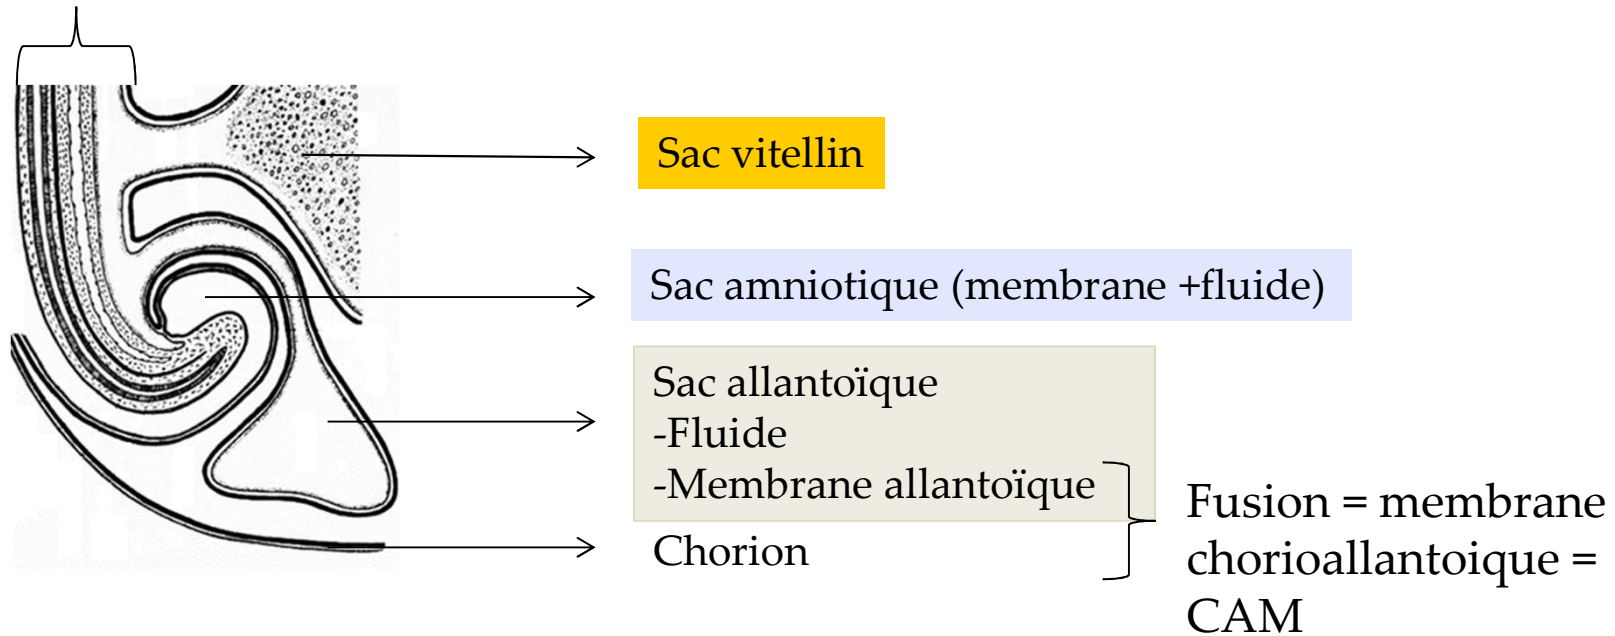 Sac vitellin
Sac amniotique (membrane +fluide)
Sac allantoïque
-Fluide
-Membrane allantoïque
Chorion
Fusion = membrane
chorioallantoique =
CAM